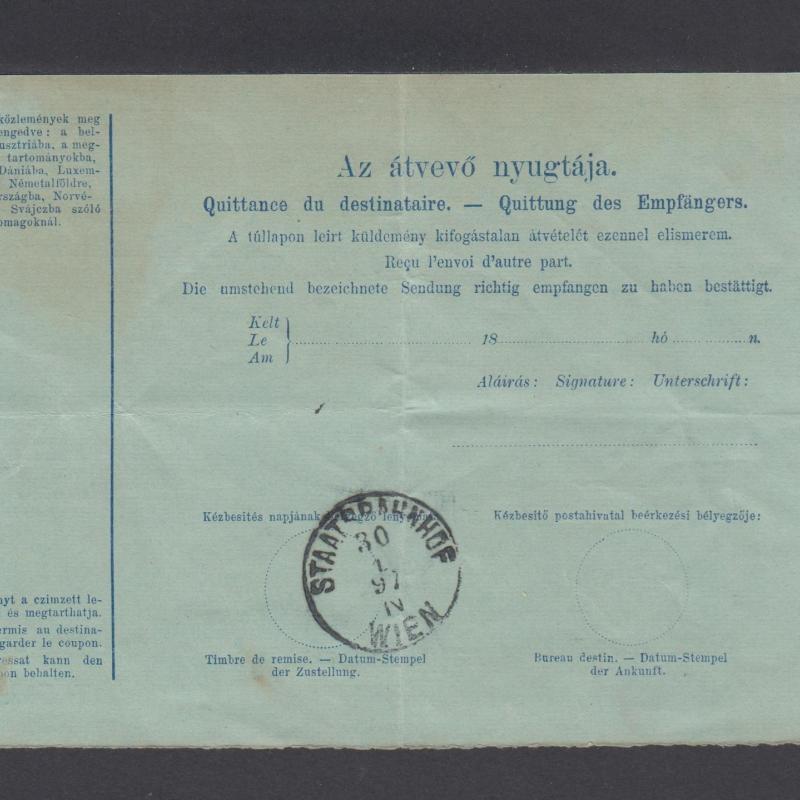 közlemények meg
engedve : a bel-
usztriába, a meg-
tartományokba,
Dániába, Luxem-
Németalföldre,
rszágba, Norvé-
Svájczba szóló
omagoknál.
Az átvevő nyugtája.
Quittance du destinataire. — Quittung des Empfängers.
A túllapon leirt küldemény kifogástalan átvételét ezennel elismerem.
Reçu l'envoi d'autre part.
Die umstehend bezeichnete Sendung richtig empfangen zu haben bestättigt.
Kelt
Le 18 hó n.
Am
Aláirás : Signature : Unterschrift :
Kézbesités napjának
Kézbesitő postahivatal beérkezési bélyegzője :
STAATSBAHNHOF
30
1
97
IV
WIEN
Timbre de remise. — Datum-Stempel
der Zustellung.
Bureau destin. — Datum-Stempel
der Ankunft.
nyt a czimzett le-
és megtarthatja.
ermis au destina-
garder le coupon.
ressat kann den
pon behalten.